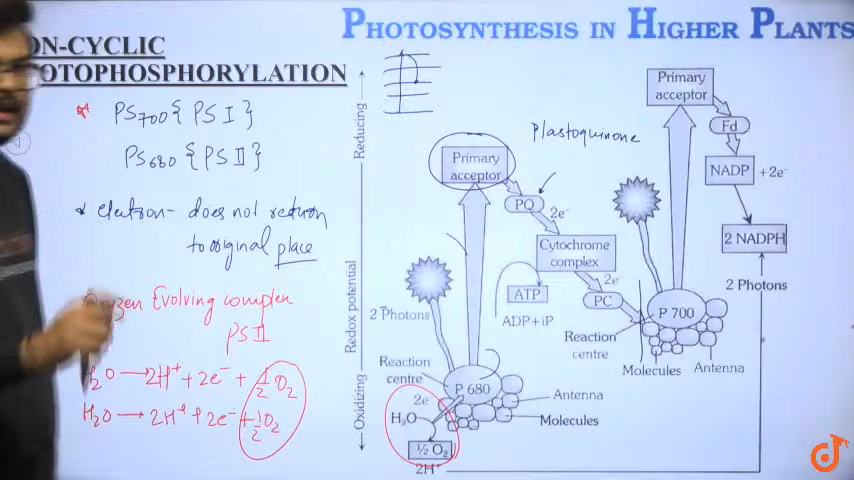 PHOTOSYNTHESIS IN HIGHER PLANTS
ON-CYCLIC
OTOPHOSPHORYLATION
PS700 { PS I }
PS680 { PS II }
electron - does not return
to original place
Oxygen Evolving complex
PS II
H2O → 2H+ + 2e- + 1/2 O2
H2O → 2H+ + 2e- + 1/2 O2
Reducing
Redox potential
Oxidizing
Primary
acceptor
Plastoquinone
PQ
2e-
Cytochrome
complex
2e-
PC
ATP
ADP+iP
2 Photons
Reaction
centre
P 680
2e-
H2O
½ O2
2H+
Antenna
Molecules
Primary
acceptor
Fd
NADP +2e-
2 NADPH
2 Photons
P 700
Reaction
centre
Molecules
Antenna